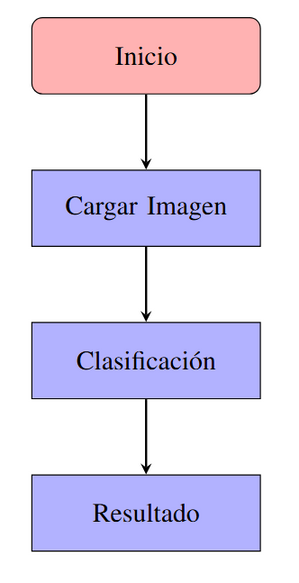 Inicio
Cargar Imagen
Clasificación
Resultado